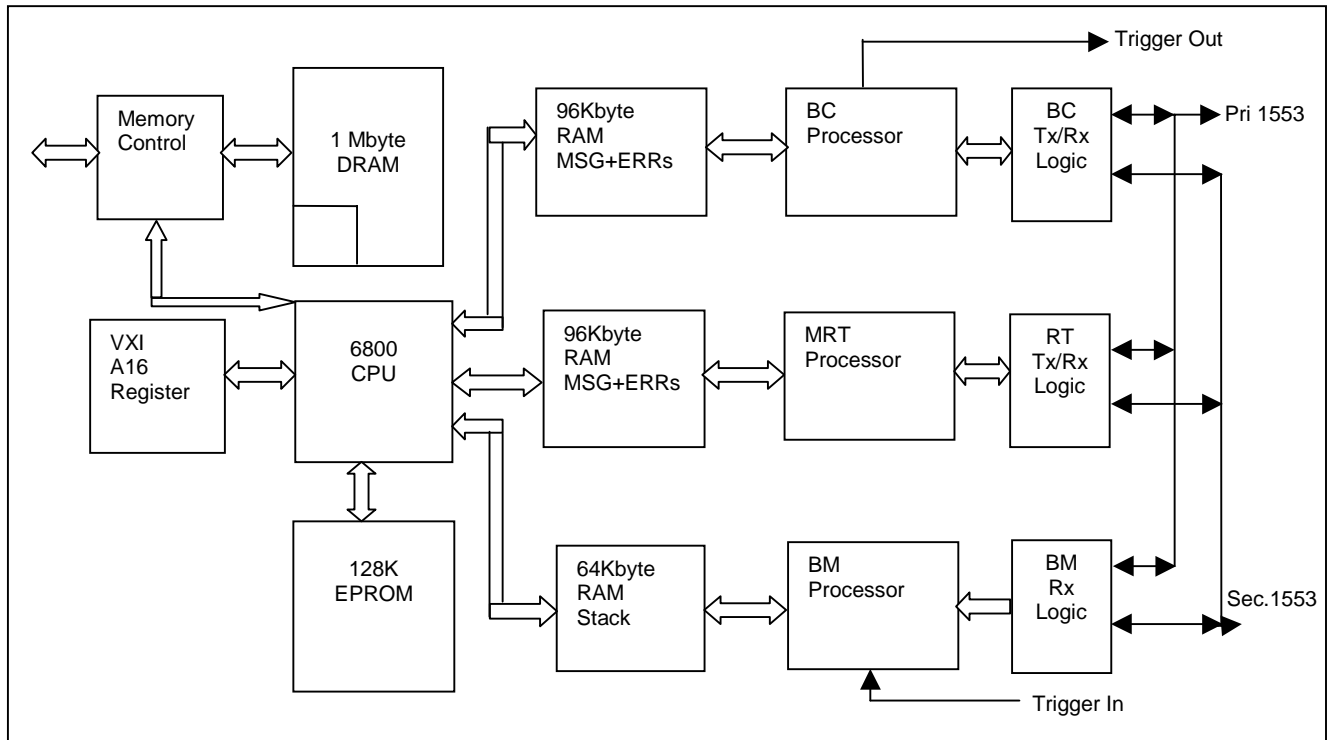 Trigger Out
Memory
Control
1 Mbyte
DRAM
96Kbyte
RAM
MSG+ERRs
BC
Processor
BC
Tx/Rx
Logic
Pri 1553
VXI
A16
Register
6800
CPU
96Kbyte
RAM
MSG+ERRs
MRT
Processor
RT
Tx/Rx
Logic
128K
EPROM
64Kbyte
RAM
Stack
BM
Processor
BM
Rx
Logic
Sec.1553
Trigger In